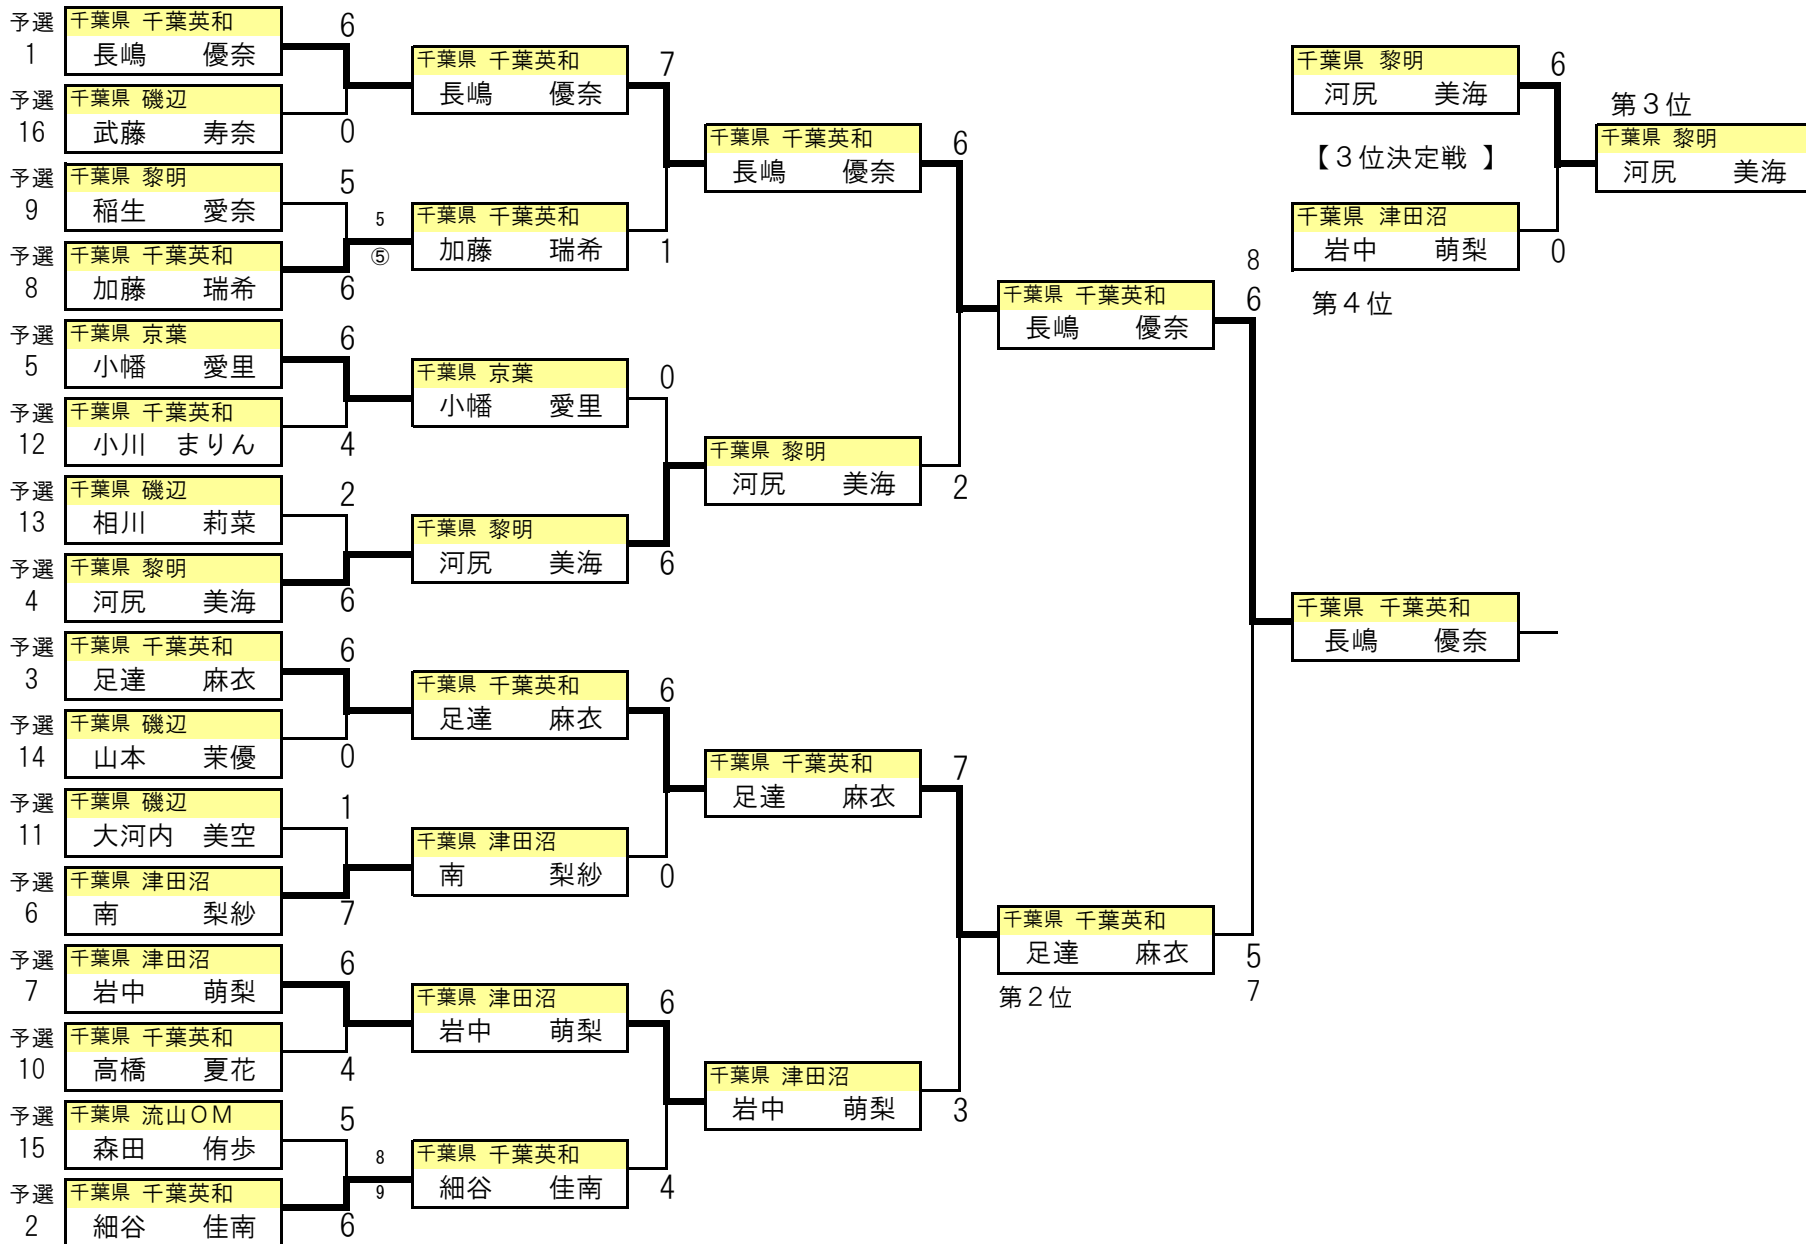 予選 千葉県 千葉英和 6
1 長嶋 優奈
予選 千葉県 磯辺
16 武藤 寿奈 0
予選 千葉県 黎明 5
9 稲生 愛奈
予選 千葉県 千葉英和
8 加藤 瑞希 6
予選 千葉県 京葉 6
5 小幡 愛里
予選 千葉県 千葉英和
12 小川 まりん 4
予選 千葉県 磯辺 2
13 相川 莉菜
予選 千葉県 黎明
4 河尻 美海 6
予選 千葉県 千葉英和 6
3 足達 麻衣
予選 千葉県 磯辺
14 山本 茉優 0
予選 千葉県 磯辺 1
11 大河内 美空
予選 千葉県 津田沼
6 南 梨紗 7
予選 千葉県 津田沼 6
7 岩中 萌梨
予選 千葉県 千葉英和
10 高橋 夏花 4
予選 千葉県 流山OM 5
15 森田 侑歩
予選 千葉県 千葉英和
2 細谷 佳南 6
千葉県 千葉英和 7
長嶋 優奈
5
⑤
千葉県 千葉英和
加藤 瑞希 1
千葉県 京葉 0
小幡 愛里
千葉県 黎明
河尻 美海 6
千葉県 千葉英和 6
足達 麻衣
千葉県 津田沼
南 梨紗 0
千葉県 津田沼 6
岩中 萌梨
8
9
千葉県 千葉英和
細谷 佳南 4
千葉県 千葉英和 6
長嶋 優奈
千葉県 黎明
河尻 美海 2
千葉県 千葉英和 7
足達 麻衣
千葉県 津田沼
岩中 萌梨 3
8
千葉県 千葉英和 6
長嶋 優奈
千葉県 千葉英和
足達 麻衣 5
第2位 7
千葉県 千葉英和
長嶋 優奈
千葉県 黎明 6
河尻 美海
【3位決定戦 】
千葉県 津田沼
岩中 萌梨 0
第4位
第3位
千葉県 黎明
河尻 美海